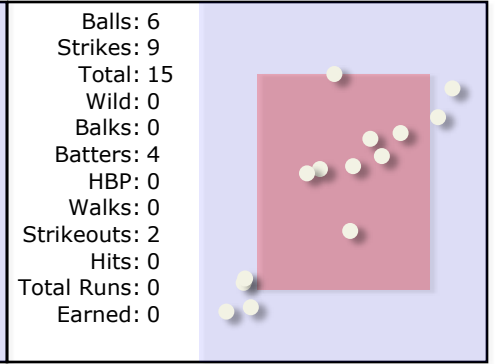 Balls: 6
Strikes: 9
Total: 15
Wild: 0
Balks: 0
Batters: 4
HBP: 0
Walks: 0
Strikeouts: 2
Hits: 0
Total Runs: 0
Earned: 0